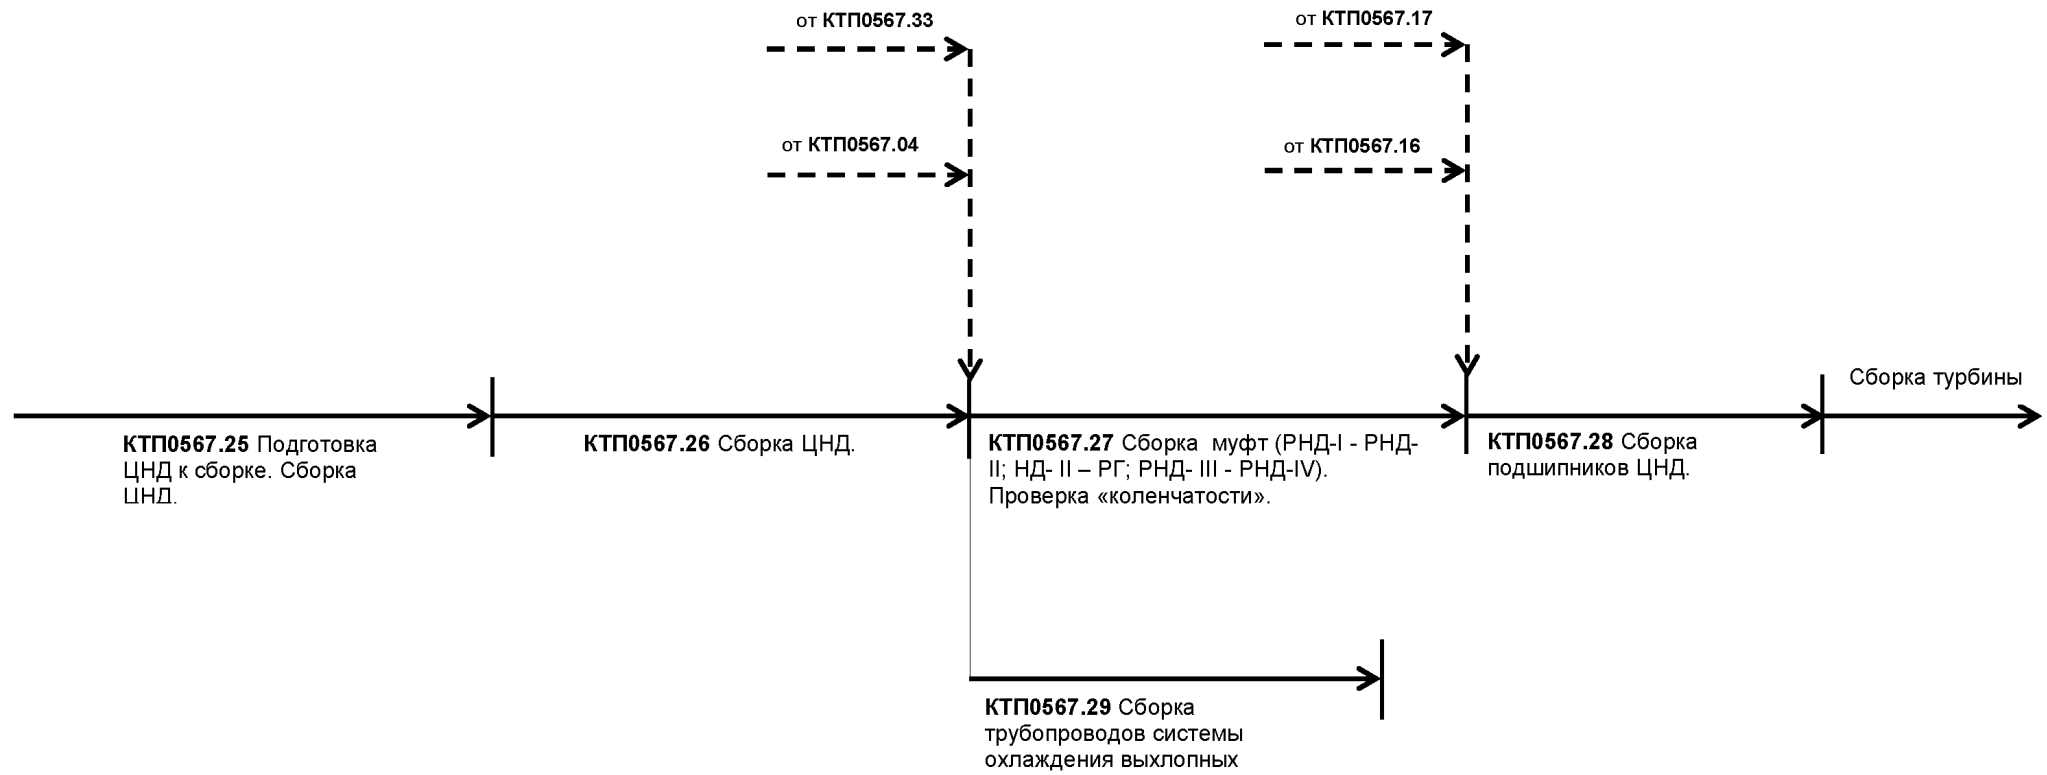 от КТП0567.33
от КТП0567.17
от КТП0567.04
от КТП0567.16
Сборка турбины
КТП0567.25 Подготовка
ЦНД к сборке. Сборка
ЦНД.
КТП0567.26 Сборка ЦНД.
КТП0567.27 Сборка муфт (РНД-I - РНД-
II; НД- II – РГ; РНД- III - РНД-IV).
Проверка «коленчатости».
КТП0567.28 Сборка
подшипников ЦНД.
КТП0567.29 Сборка
трубопроводов системы
охлаждения выхлопных